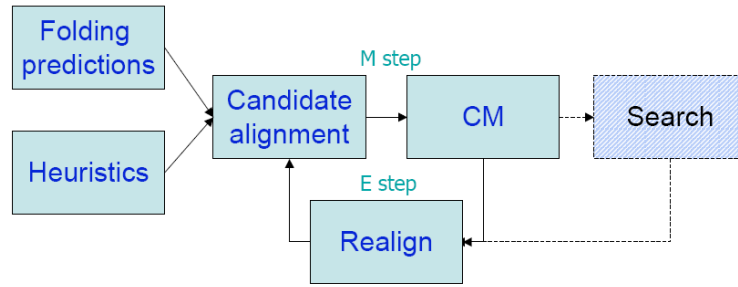 Folding
predictions
M step
Candidate
alignment
CM
Search
Heuristics
E step
Realign